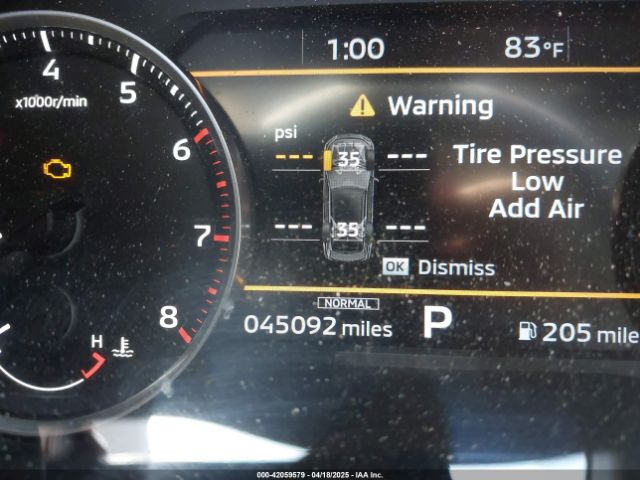 1:00 83°F
4
5
x1000r/min
Warning
psi
6
--- 35 ---
Tire Pressure
Low
Add Air
--- 35 ---
7
OK Dismiss
NORMAL
8
045092 miles P 205 mile
H
000-42059579 - 04/18/2025 - IAA Inc.